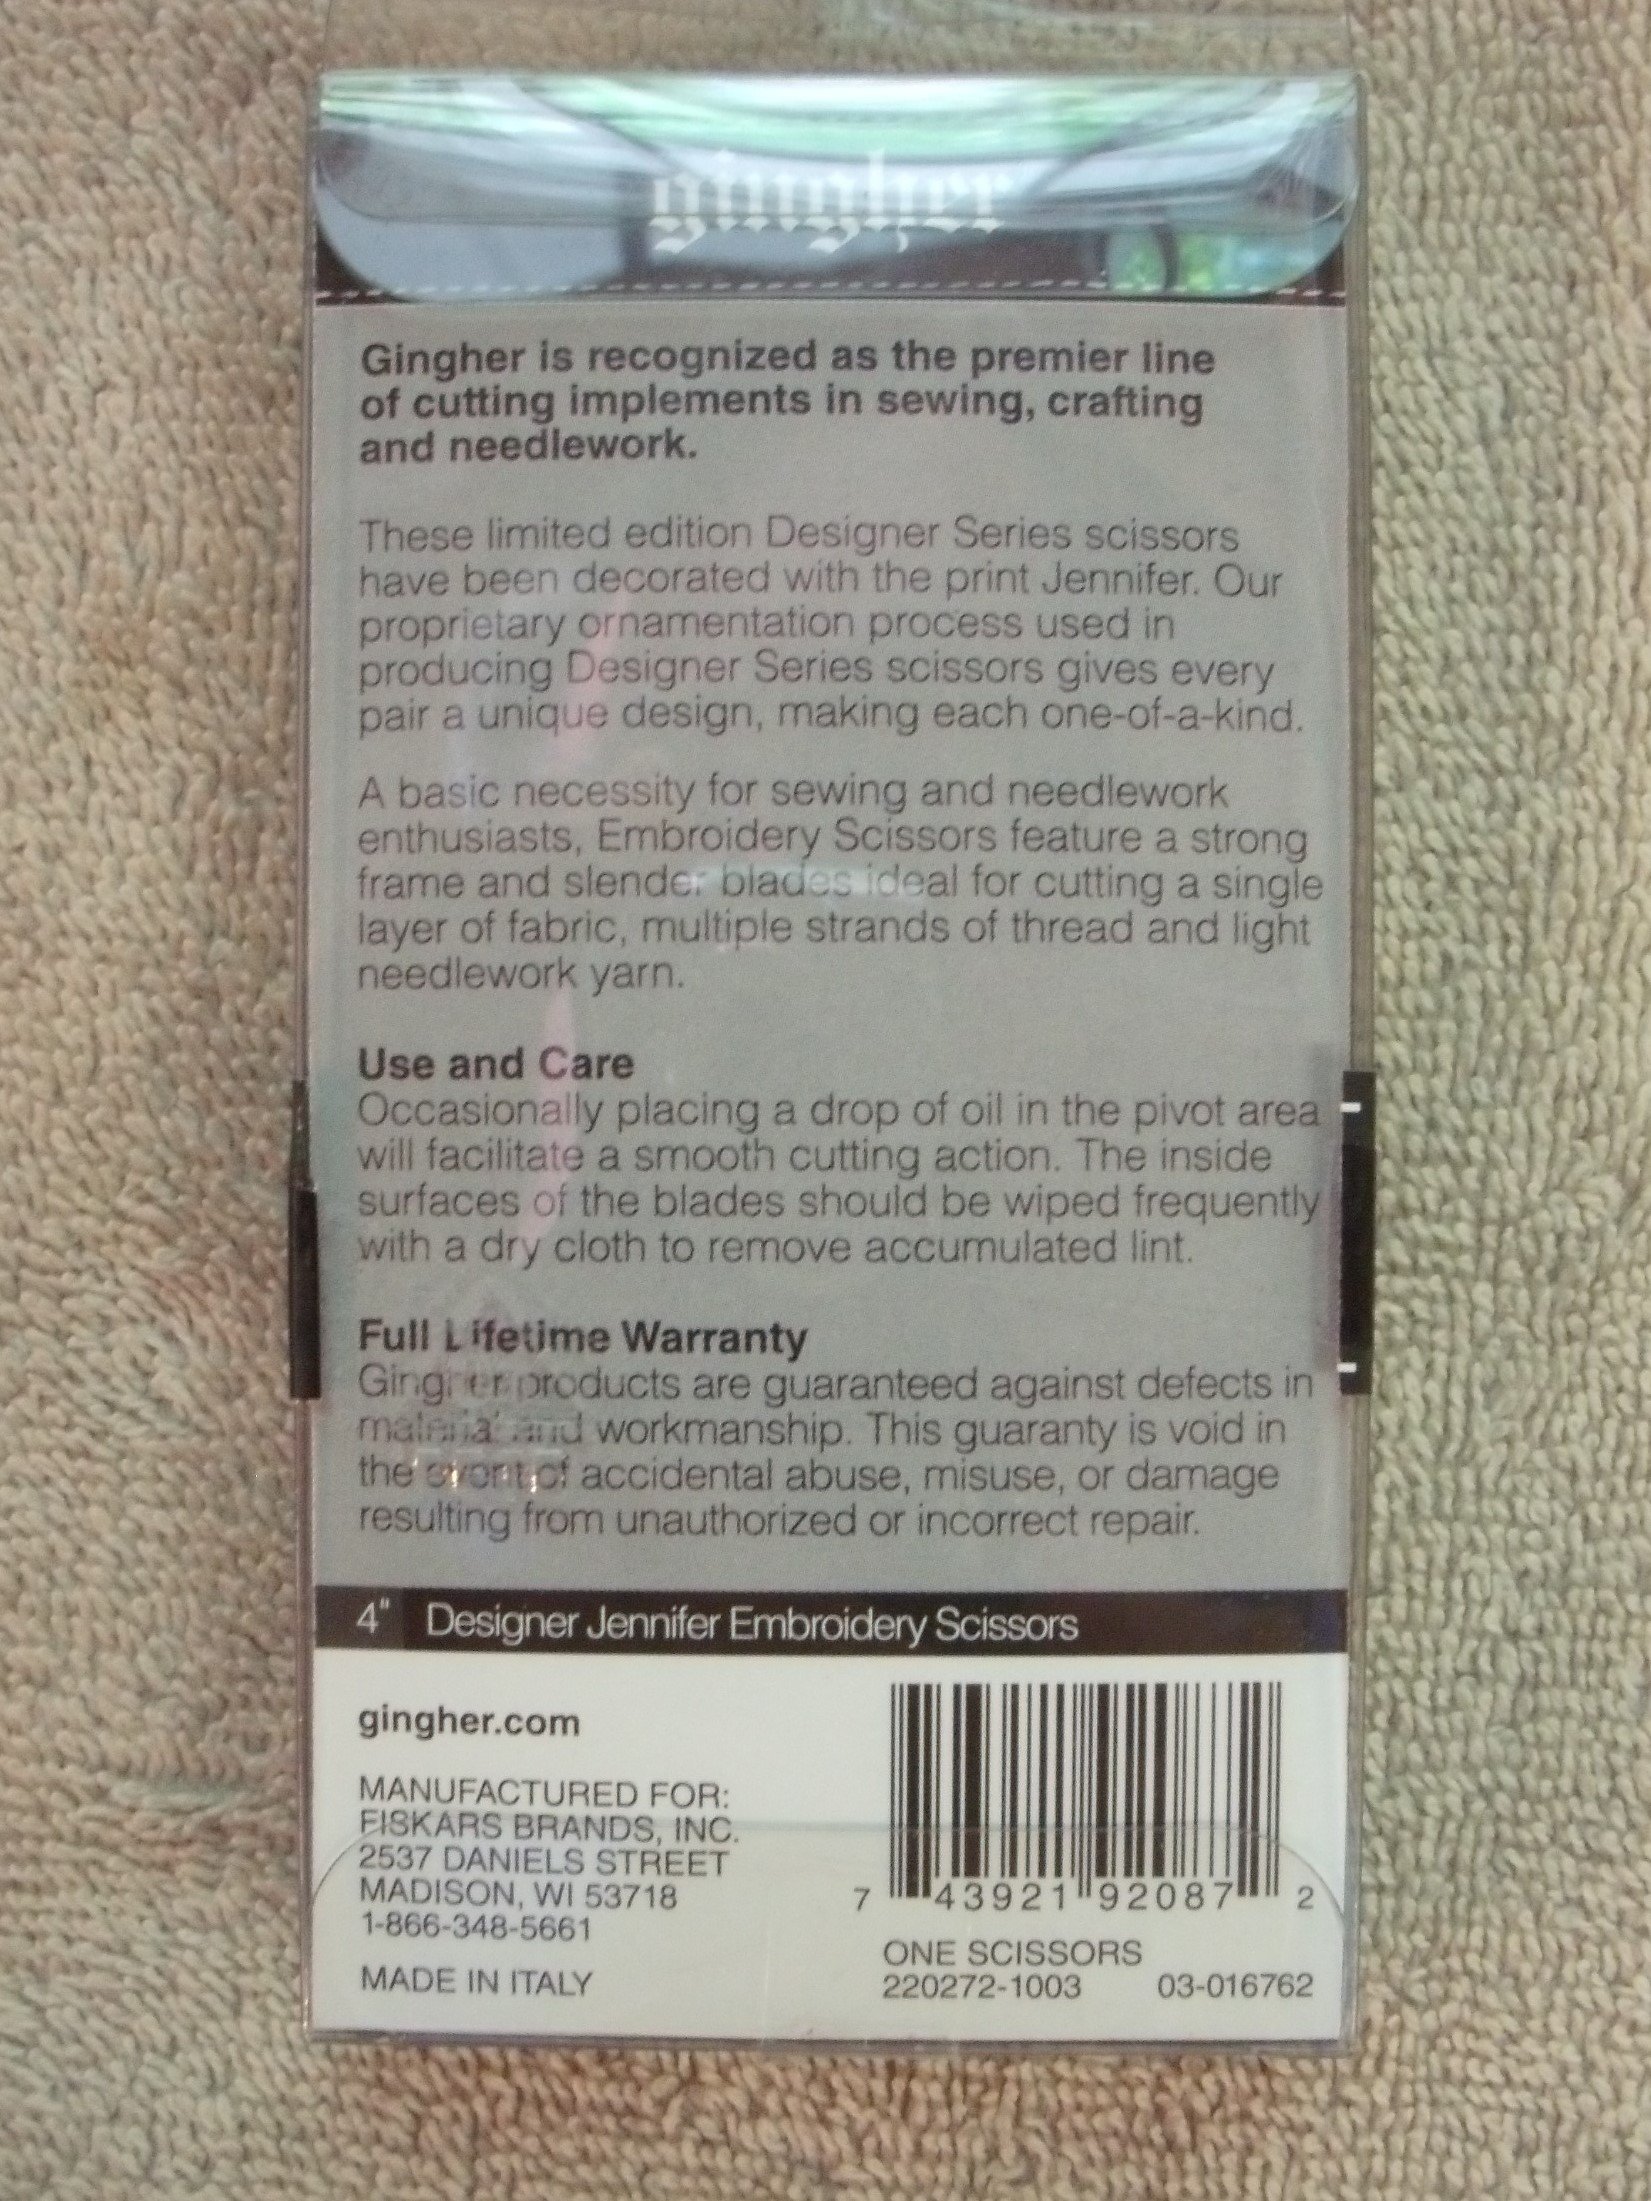 gingher
Gingher is recognized as the premier line
of cutting implements in sewing, crafting
and needlework.
These limited edition Designer Series scissors
have been decorated with the print Jennifer. Our
proprietary ornamentation process used in
producing Designer Series scissors gives every
pair a unique design, making each one-of-a-kind.
A basic necessity for sewing and needlework
enthusiasts, Embroidery Scissors feature a strong
frame and slender blades ideal for cutting a single
layer of fabric, multiple strands of thread and light
needlework yarn.
Use and Care
Occasionally placing a drop of oil in the pivot area
will facilitate a smooth cutting action. The inside
surfaces of the blades should be wiped frequently
with a dry cloth to remove accumulated lint.
Full Lifetime Warranty
Gingher products are guaranteed against defects in
material and workmanship. This guaranty is void in
the event of accidental abuse, misuse, or damage
resulting from unauthorized or incorrect repair.
4" Designer Jennifer Embroidery Scissors
gingher.com
MANUFACTURED FOR:
FISKARS BRANDS, INC.
2537 DANIELS STREET
MADISON, WI 53718
1-866-348-5661
MADE IN ITALY
7 43921 92087 2
ONE SCISSORS
220272-1003 03-016762